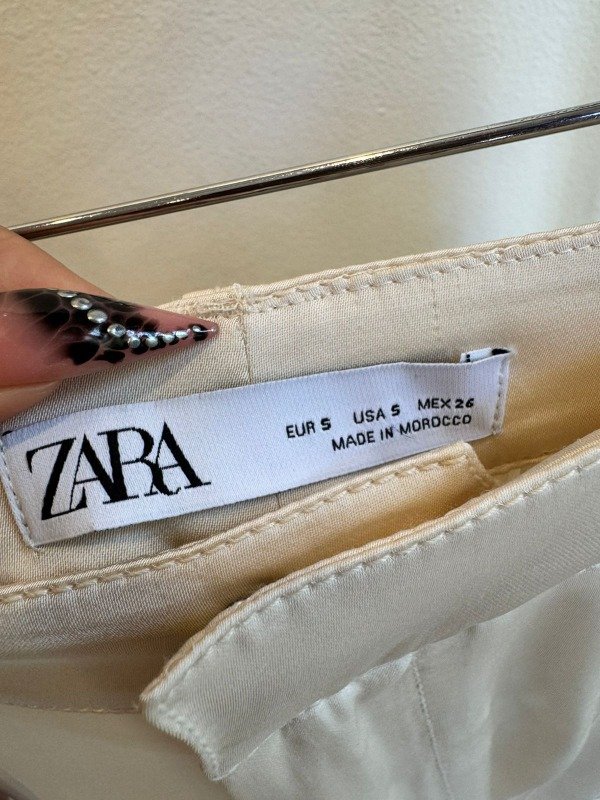 ZARA
EUR S USA S MEX 26
MADE IN MOROCCO